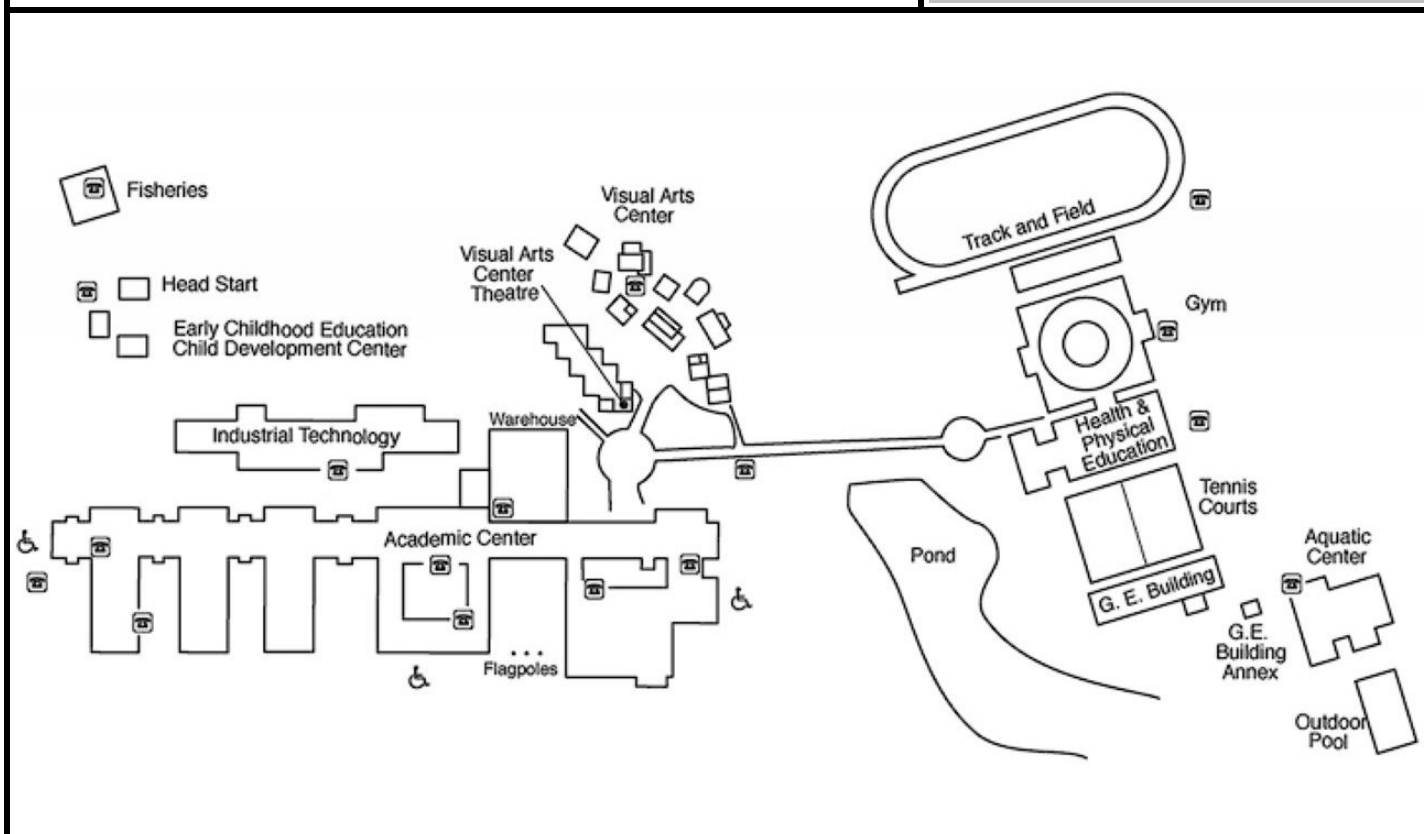 Fisheries
Visual Arts
Center
Track and Field
Visual Arts
Center
Theatre
Head Start
Gym
Early Childhood Education
Child Development Center
Warehouse
Industrial Technology
Health &
Physical
Education
Tennis
Courts
Academic Center
Pond
Aquatic
Center
G. E. Building
G.E.
Building
Annex
Flagpoles
Outdoor
Pool